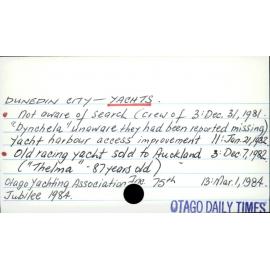 DUNEDIN CITY — YACHTS.
• Not aware of search (crew of 3: Dec. 31, 1981.
"Dynchela" unaware they had been reported missing)
Yacht harbour access improvement 11: Jan. 21, 1982
• Old racing yacht sold to Auckland 3: Dec. 7, 1982
("Thelma" - 87 years old)
Otago Yachting Association Inc. 75th 13: Mar. 1, 1984.
Jubilee 1984.
OTAGO DAILY TIMES